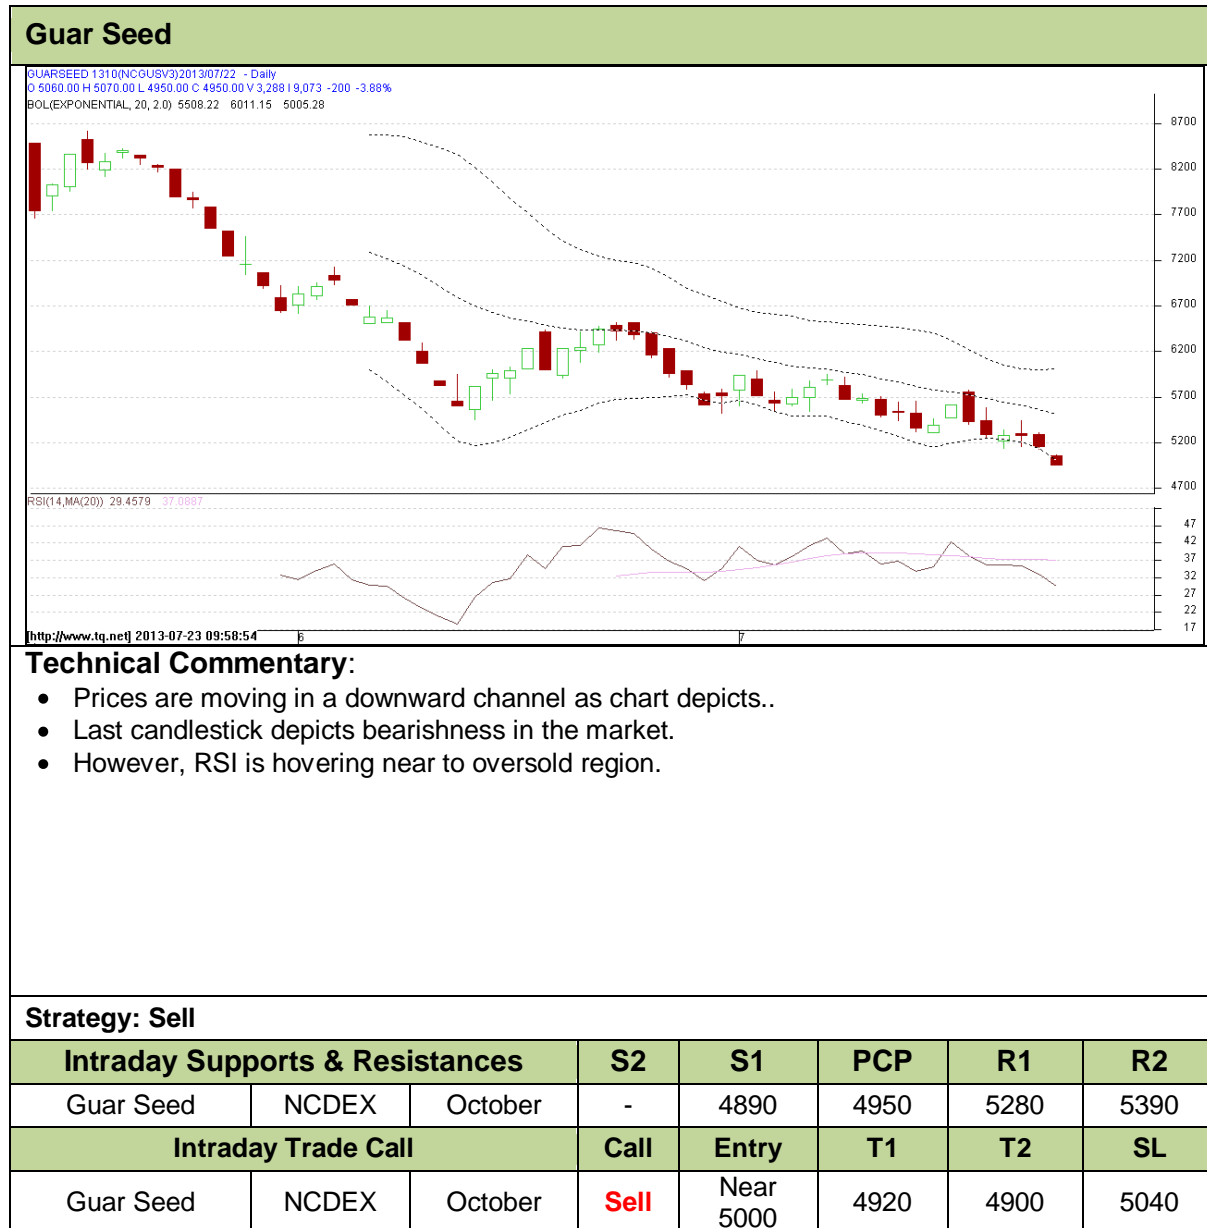 Guar Seed
GUARSEED 1310(NCGUSV3)2013/07/22 - Daily
O 5060.00 H 5070.00 L 4950.00 C 4950.00 V 3,288 I 9,073 -200 -3.88%
BOL(EXPONENTIAL, 20, 2.0) 5508.22 6011.15 5005.28
8700
8200
7700
7200
6700
6200
5700
5200
4700
RSI(14,MA(20)) 29.4579 37.0887
47
42
37
32
27
22
17
[http://www.tq.net] 2013-07-23 09:58:54 6 7
Technical Commentary:
• Prices are moving in a downward channel as chart depicts..
• Last candlestick depicts bearishness in the market.
• However, RSI is hovering near to oversold region.
Strategy: Sell
Intraday Supports & Resistances S2 S1 PCP R1 R2
Guar Seed NCDEX October - 4890 4950 5280 5390
Intraday Trade Call Call Entry T1 T2 SL
Guar Seed NCDEX October Sell Near 5000 4920 4900 5040